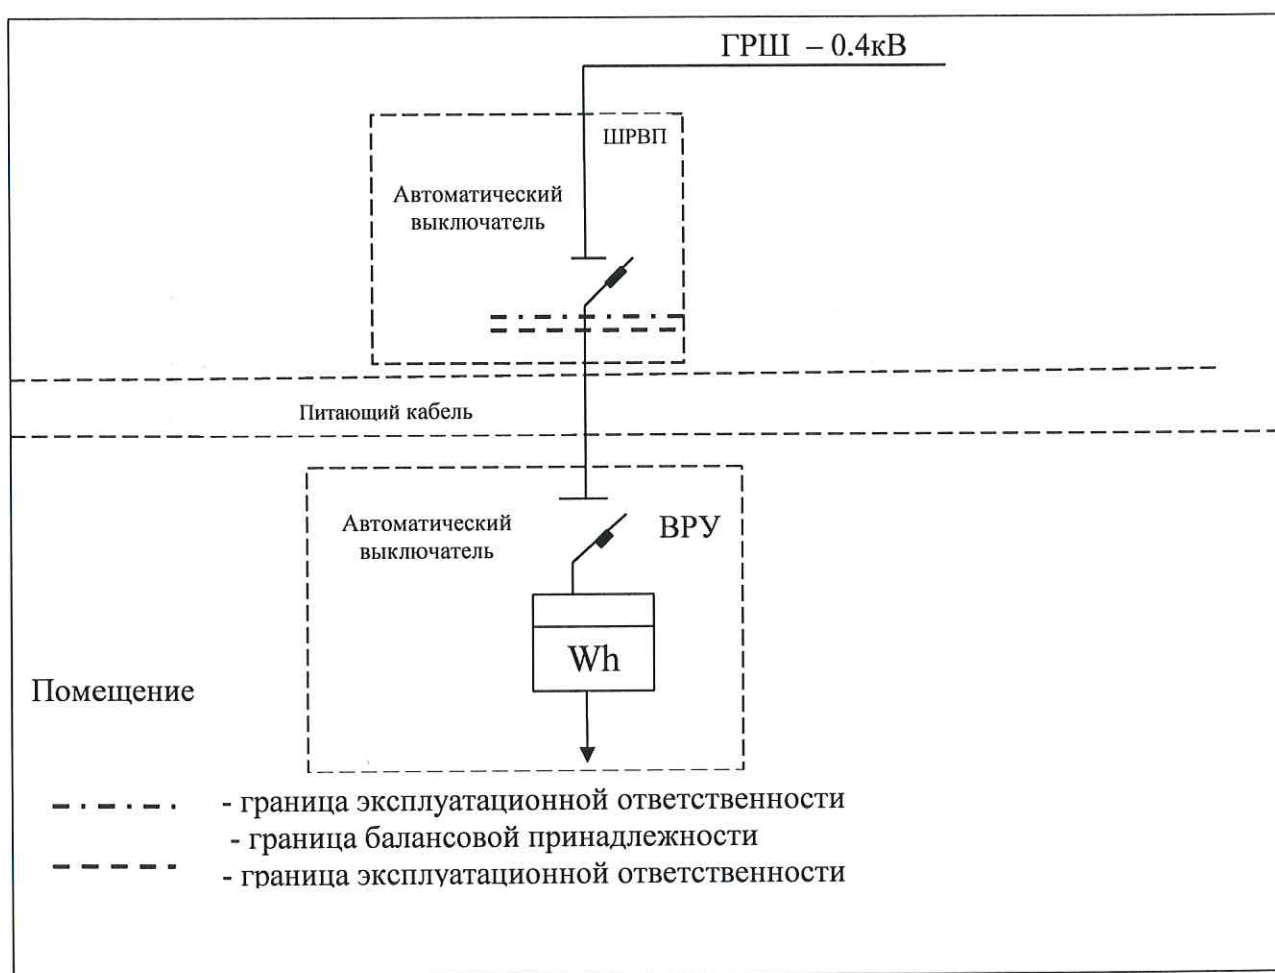 ГРШ – 0.4кВ
ШРВП
Автоматический
выключатель
Питающий кабель
Автоматический
выключатель
ВРУ
Wh
Помещение
- граница эксплуатационной ответственности
- граница балансовой принадлежности
- граница эксплуатационной ответственности